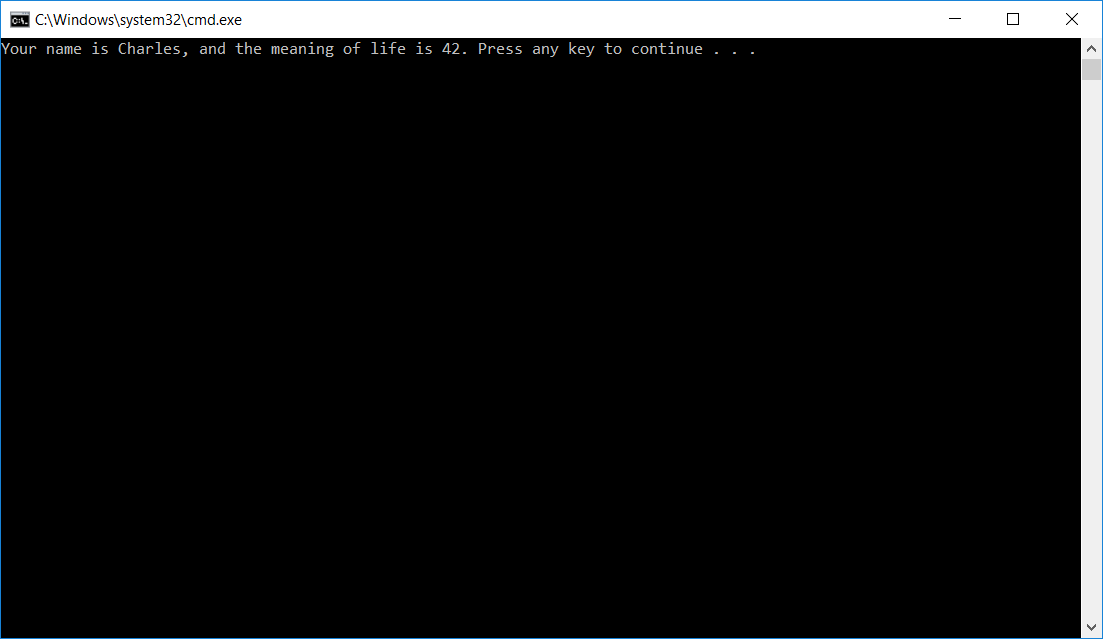 C:\Windows\system32\cmd.exe
Your name is Charles, and the meaning of life is 42. Press any key to continue . . .